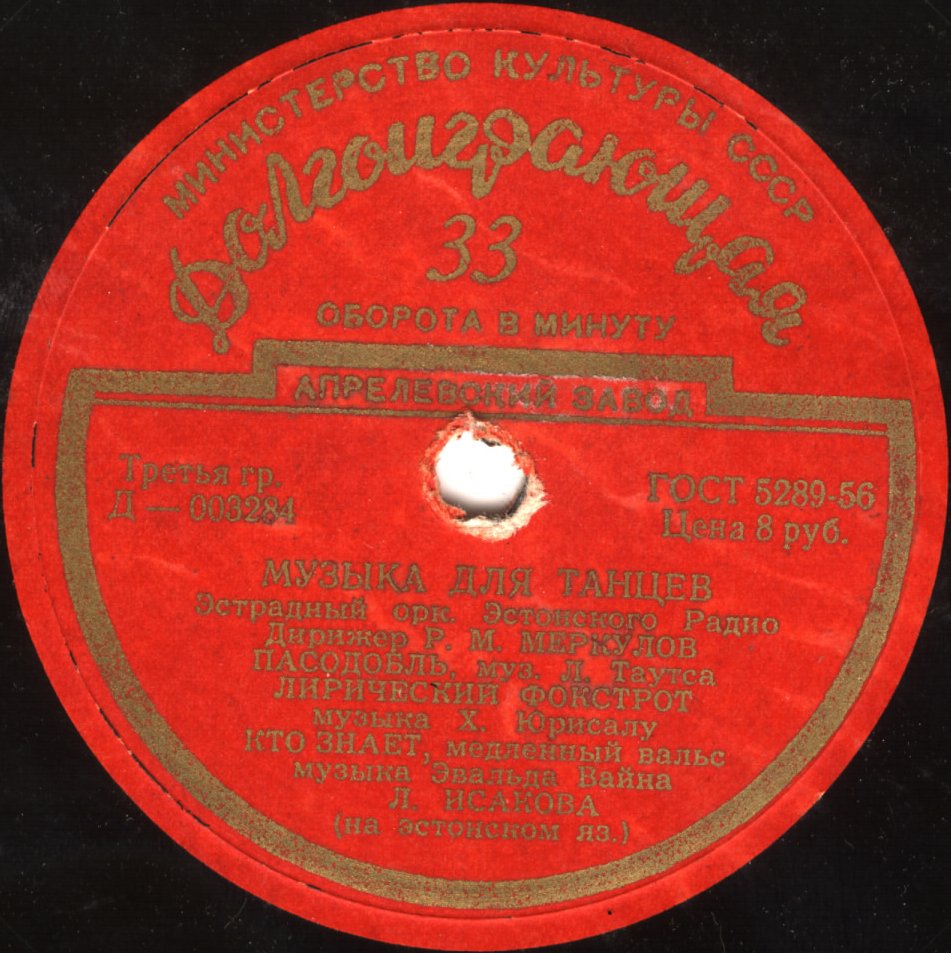 МИНИСТЕРСТВО КУЛЬТУРЫ СССР
Долгоиграющая
33
ОБОРОТА В МИНУТУ
АПРЕЛЕВСКИЙ ЗАВОД
Третья гр.
Д — 003284
ГОСТ 5289-56
Цена 8 руб.
МУЗЫКА ДЛЯ ТАНЦЕВ
Эстрадный орк. Эстонского Радио
Дирижер Р. М. МЕРКУЛОВ
ПАСОДОБЛЬ, муз. Л. Таутса
ЛИРИЧЕСКИЙ ФОКСТРОТ
музыка Х. Юрисалу
КТО ЗНАЕТ, медленный вальс
музыка Эвальда Вайна
Л. ИСАКОВА
(на эстонском яз.)